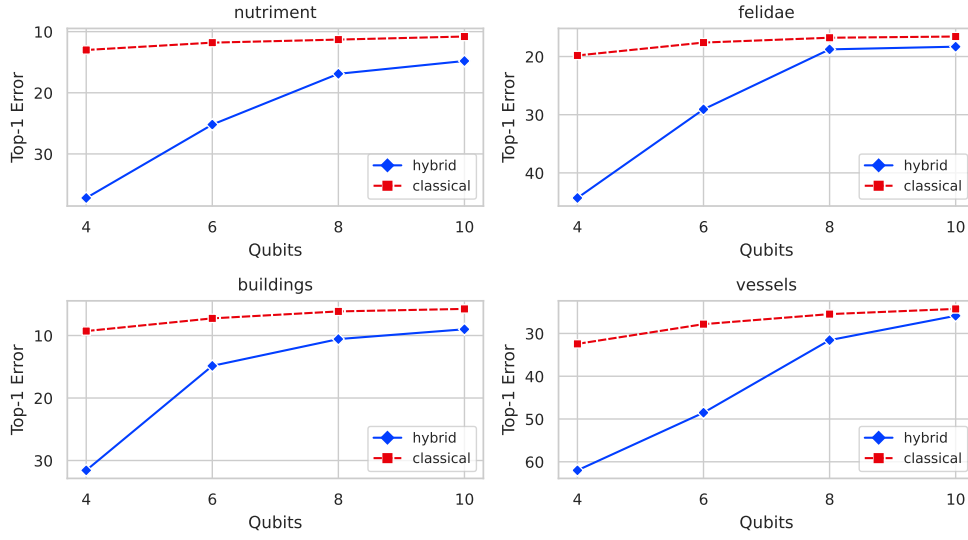 nutriment
Top-1 Error
10
20
30
hybrid
classical
4 6 8 10
Qubits
felidae
Top-1 Error
20
30
40
hybrid
classical
4 6 8 10
Qubits
buildings
Top-1 Error
10
20
30
hybrid
classical
4 6 8 10
Qubits
vessels
Top-1 Error
30
40
50
60
hybrid
classical
4 6 8 10
Qubits